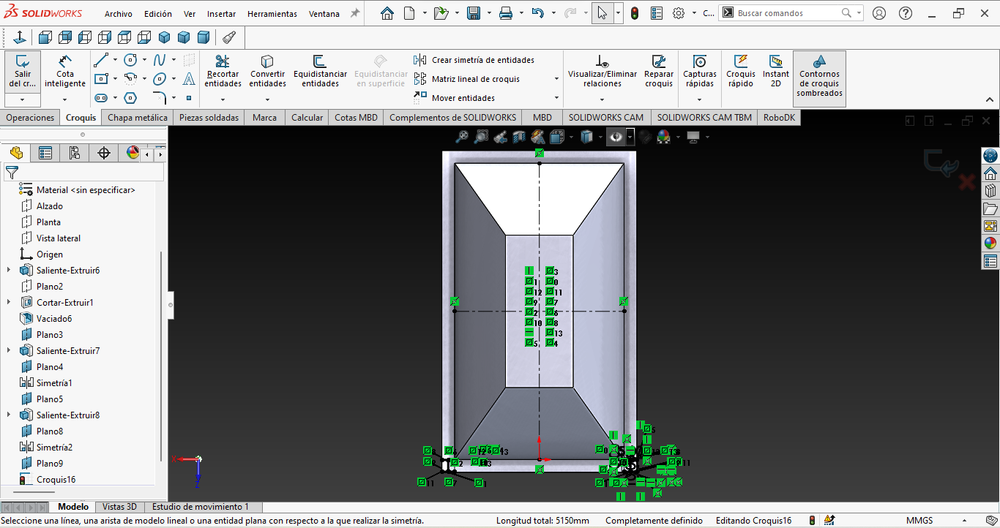 SOLIDWORKS Archivo Edición Ver Insertar Herramientas Ventana C... Buscar comandos
Salir del cr...
Cota inteligente
Recortar entidades
Convertir entidades
Equidistanciar entidades
Equidistanciar en superficie
Crear simetría de entidades
Matriz lineal de croquis
Mover entidades
Visualizar/Eliminar relaciones
Reparar croquis
Capturas rápidas
Croquis rápido
Instant 2D
Contornos de croquis sombreados
Operaciones Croquis Chapa metálica Piezas soldadas Marca Calcular Cotas MBD Complementos de SOLIDWORKS MBD SOLIDWORKS CAM SOLIDWORKS CAM TBM RoboDK
Material <sin especificar>
Alzado
Planta
Vista lateral
Origen
Saliente-Extruir6
Plano2
Cortar-Extruir1
Vaciado6
Plano3
Saliente-Extruir7
Plano4
Simetría1
Plano5
Saliente-Extruir8
Plano8
Simetría2
Plano9
Croquis16
3
1 0
12 11
9 7
2 6
10 8
13
5 4
Modelo Vistas 3D Estudio de movimiento 1
Seleccione una línea, una arista de modelo lineal o una entidad plana con respecto a la que realizar la simetría. Longitud total: 5150mm Completamente definido Editando Croquis16 MMGS